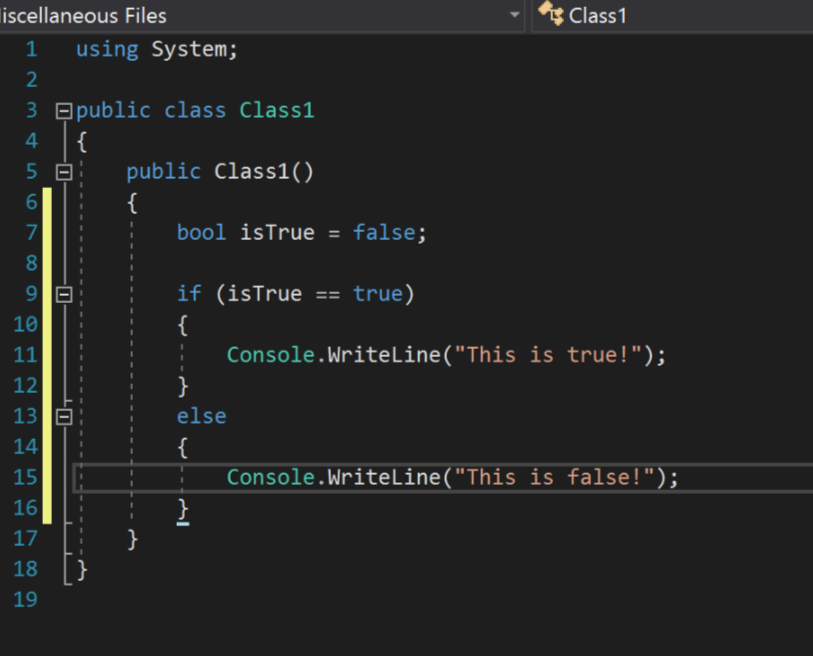 iscellaneous Files Class1
1 using System;
2
3 public class Class1
4 {
5 public Class1()
6 {
7 bool isTrue = false;
8
9 if (isTrue == true)
10 {
11 Console.WriteLine("This is true!");
12 }
13 else
14 {
15 Console.WriteLine("This is false!");
16 }
17 }
18 }
19